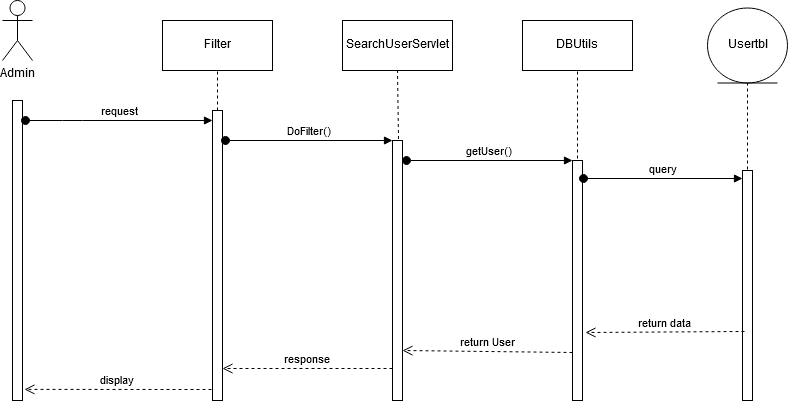 Admin
Filter
SearchUserServlet
DBUtils
Usertbl
request
DoFilter()
getUser()
query
return data
return User
response
display